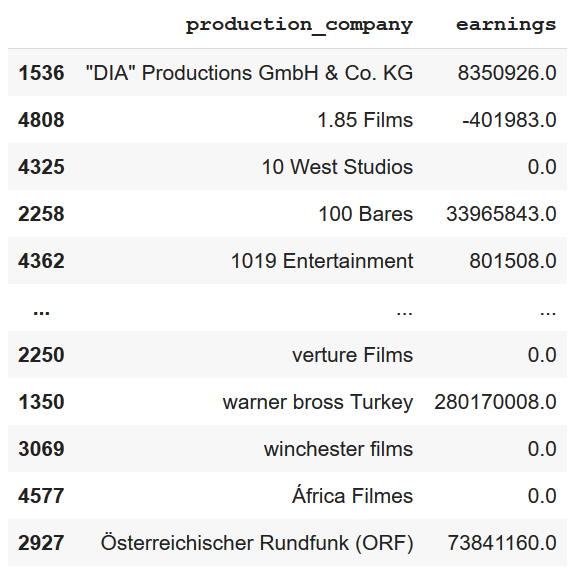 production_company earnings
1536 "DIA" Productions GmbH & Co. KG 8350926.0
4808 1.85 Films -401983.0
4325 10 West Studios 0.0
2258 100 Bares 33965843.0
4362 1019 Entertainment 801508.0
... ... ...
2250 verture Films 0.0
1350 warner bross Turkey 280170008.0
3069 winchester films 0.0
4577 África Filmes 0.0
2927 Österreichischer Rundfunk (ORF) 73841160.0